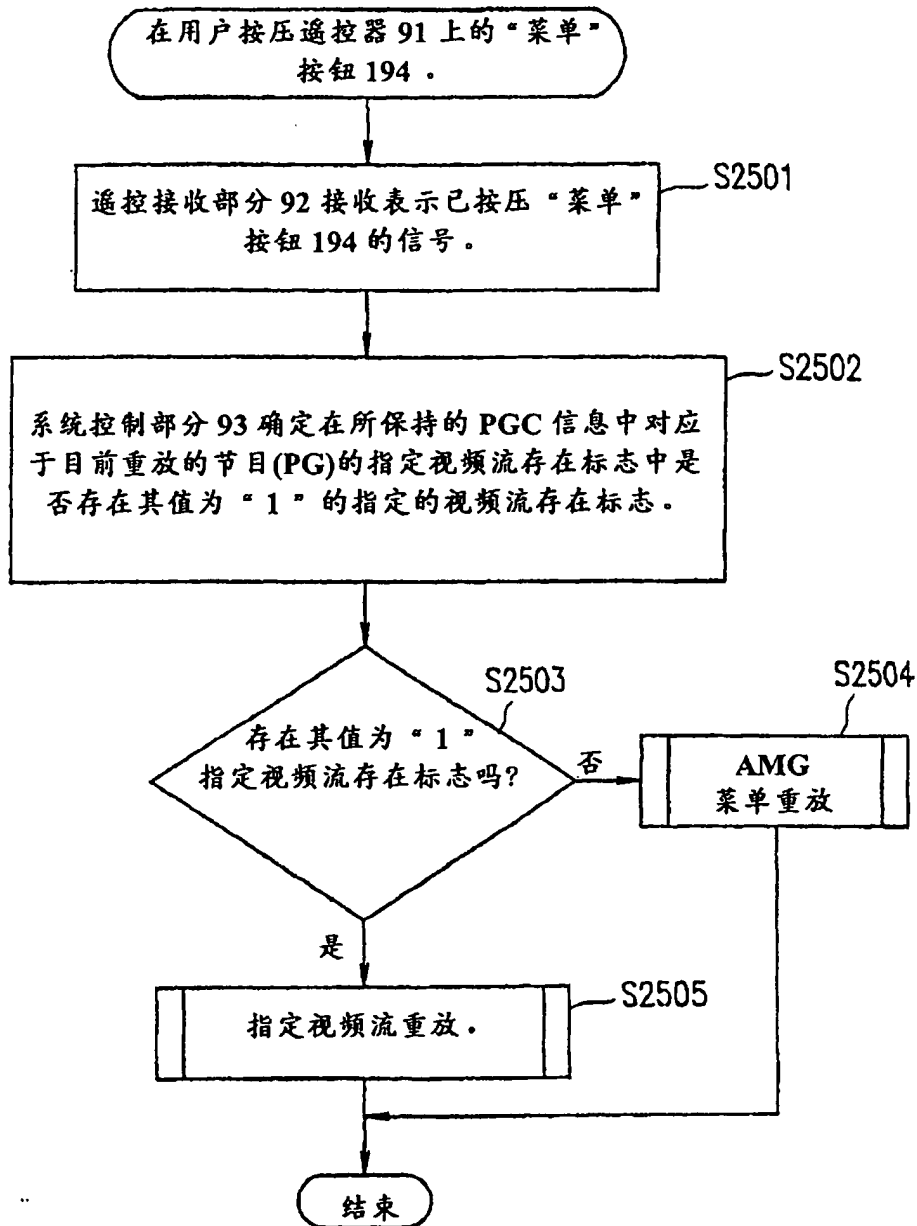 在用户按压遥控器 91 上的“菜单”
按钮 194 。
S2501
遥控接收部分 92 接收表示已按压“菜单”
按钮 194 的信号。
S2502
系统控制部分 93 确定在所保持的 PGC 信息中对应
于目前重放的节目(PG)的指定视频流存在标志中是
否存在其值为“1”的指定的视频流存在标志。
S2503
存在其值为“1”
指定视频流存在标志吗?
否
S2504
AMG
菜单重放
是
S2505
指定视频流重放。
结束